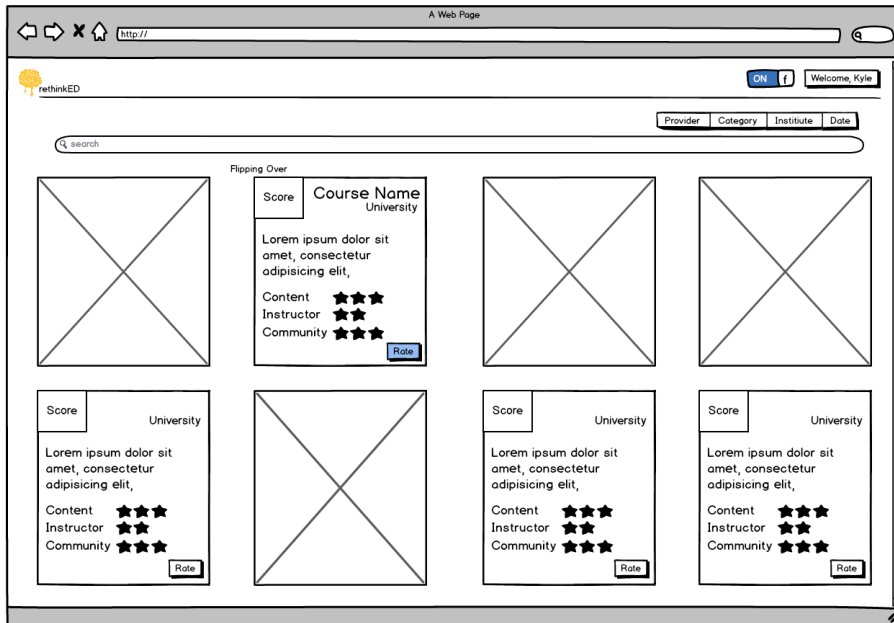 A Web Page
http://
rethinkED
ON f Welcome, Kyle
Provider Category Institiute Date
search
Flipping Over
Score Course Name
University
Lorem ipsum dolor sit
amet, consectetur
adipisicing elit,
Content
Instructor
Community
Rate
Score
University
Lorem ipsum dolor sit
amet, consectetur
adipisicing elit,
Content
Instructor
Community
Rate
Score
University
Lorem ipsum dolor sit
amet, consectetur
adipisicing elit,
Content
Instructor
Community
Rate
Score
University
Lorem ipsum dolor sit
amet, consectetur
adipisicing elit,
Content
Instructor
Community
Rate